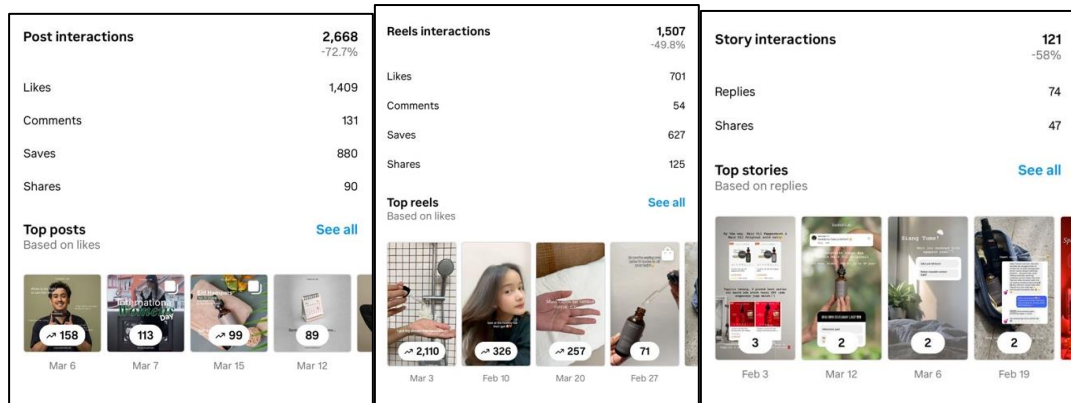 Post interactions 2,668
-72.7%
Likes 1,409
Comments 131
Saves 880
Shares 90
Top posts See all
Based on likes
International
DAY
158
113
99
89
Mar 6
Mar 7
Mar 15
Mar 12
Reels interactions 1,507
-49.8%
Likes 701
Comments 54
Saves 627
Shares 125
Top reels See all
Based on likes
2,110
326
257
71
Mar 3
Feb 10
Mar 20
Feb 27
Story interactions 121
-58%
Replies 74
Shares 47
Top stories See all
Based on replies
3
2
2
2
Feb 3
Mar 12
Mar 6
Feb 19